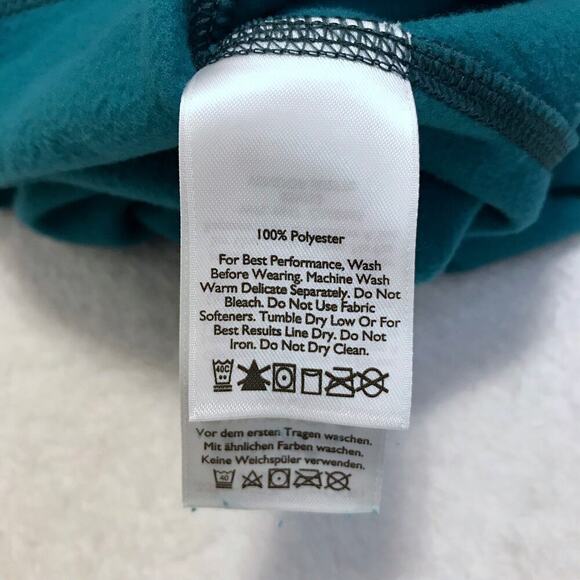 100% Polyester
For Best Performance, Wash
Before Wearing. Machine Wash
Warm Delicate Separately. Do Not
Bleach. Do Not Use Fabric
Softeners. Tumble Dry Low Or For
Best Results Line Dry. Do Not
Iron. Do Not Dry Clean.
40C
Vor dem ersten Tragen waschen.
Mit ähnlichen Farben waschen.
Keine Weichspüler verwenden.
40